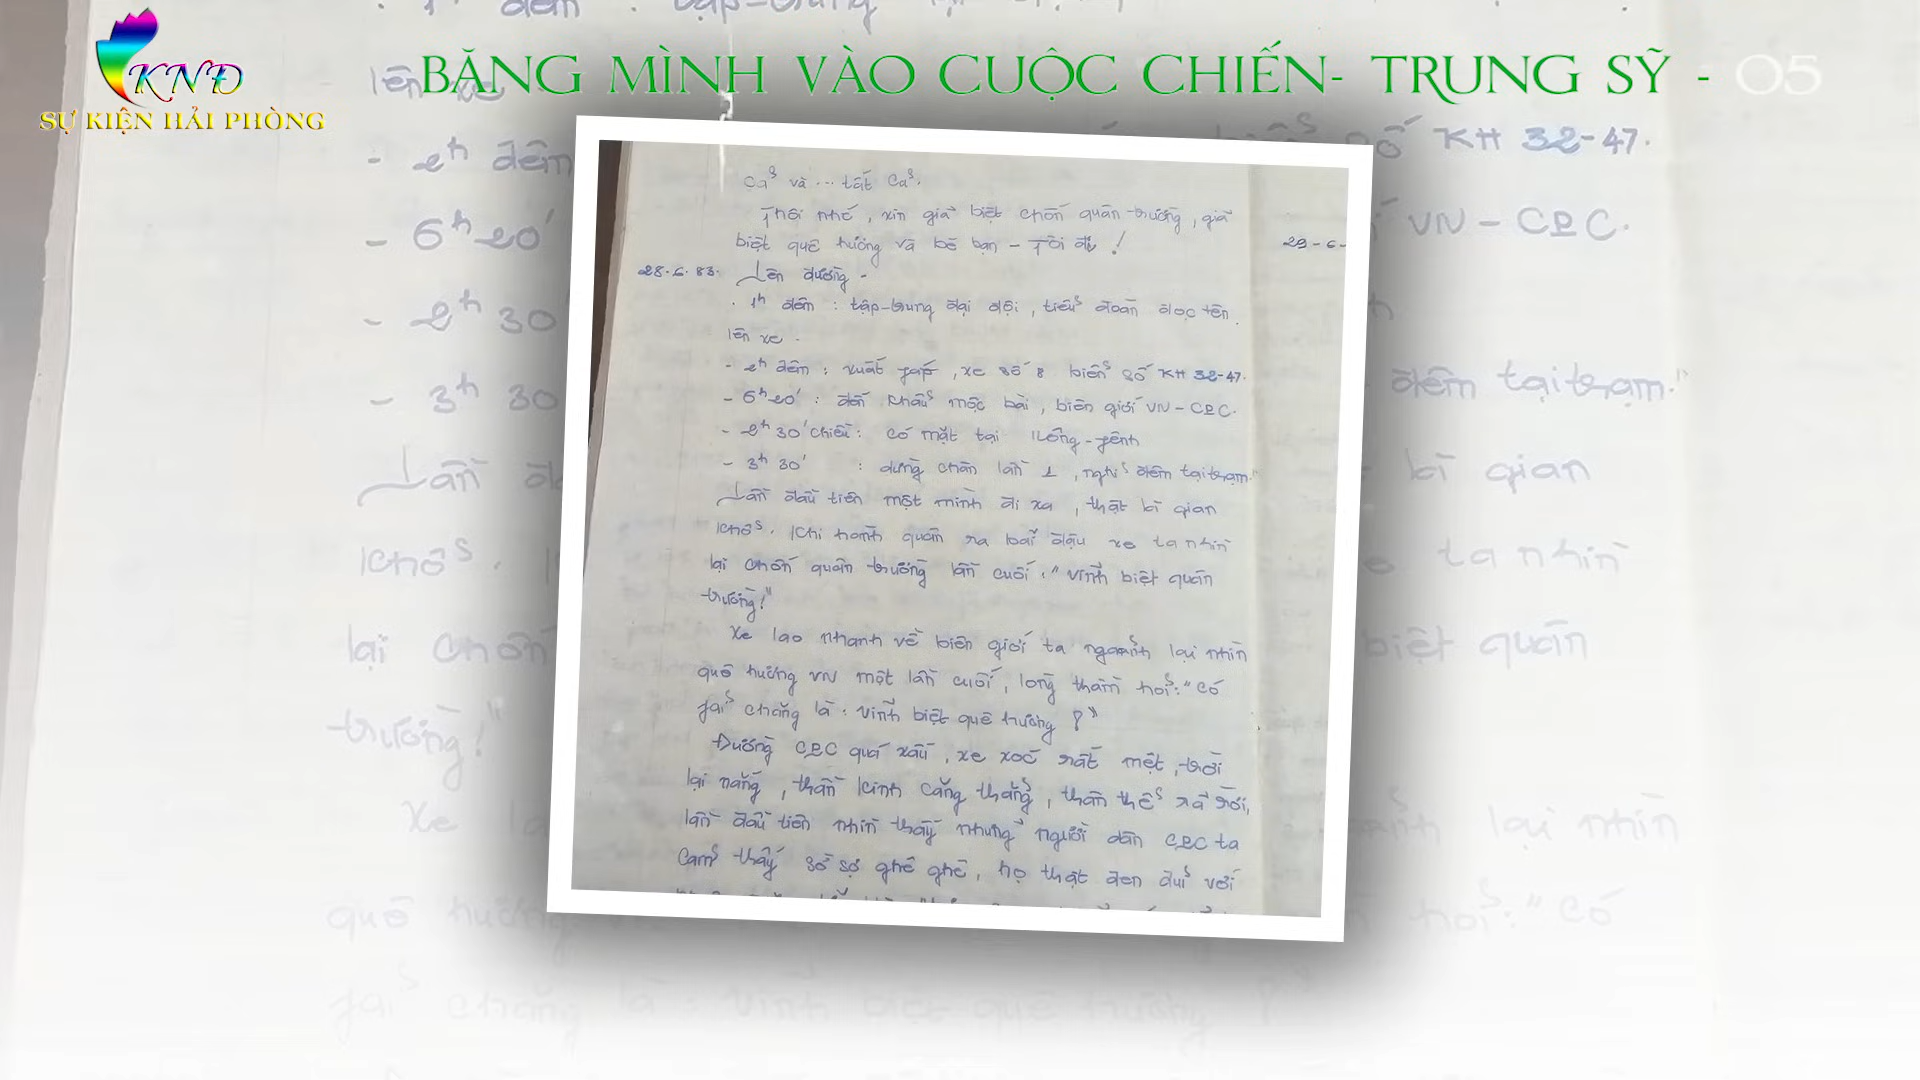 BĂNG MÌNH VÀO CUỘC CHIẾN- TRUNG SỸ - 05
KNĐ
SỰ KIỆN HẢI PHÒNG
Cả và ... tất cả.
Thôi nhé, xin giã biệt chốn quân-trường, giã
biệt quê hương và bè bạn - Tôi đi!
29-6-
28.6.83. Lên đường -
. 1h đêm : tập-trung đại đội, tiểu đoàn đọc tên
lên xe.
- 2h đêm : xuất phát, xe số 8 biển số KH 32-47.
- 6h20' : đến khẩu mộc bài, biên giới VN-CPC.
- 2h30' chiều : có mặt tại
- 3h30' : dừng chân lần 1, nghỉ đêm tại trạm.
Lần đầu tiên một mình đi xa, thật là gian
khổ. Khi hành quân ra bãi đậu xe ta nhìn
lại chốn quân trường lần cuối. "Vĩnh biệt quân
trường!"
Xe lao nhanh về biên giới ta ngoảnh lại nhìn
quê hương VN một lần cuối, lòng thầm hỏi: "Có
phải chăng là. vĩnh biệt quê hương ?"
Đường CPC quá xấu, xe xóc rất mệt, trời
lại nắng, thần kinh căng thẳng, thân thể rã rời,
lần đầu tiên nhìn thấy những người dân CPC ta
cảm thấy sờ sợ ghê ghê, họ thật đen đủi với